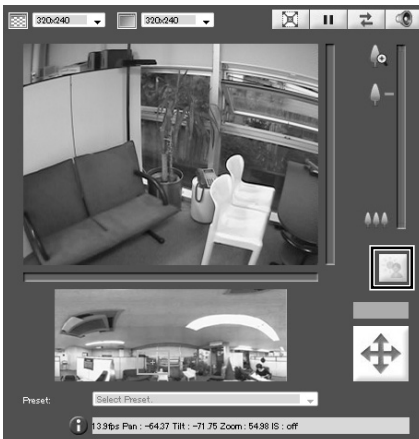 320x240
320x240
Preset:
Select Preset.
13.9fps Pan : -64.37 Tilt : -71.75 Zoom : 54.98 IS : off